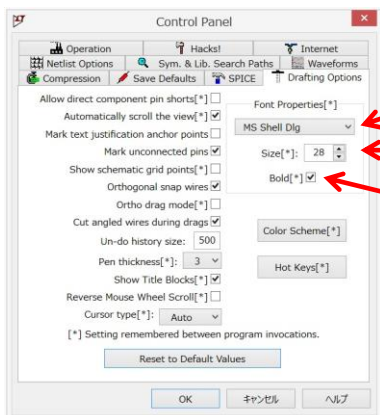 Control Panel
Operation Hacks! Internet
Netlist Options Sym. & Lib. Search Paths Waveforms
Compression Save Defaults SPICE Drafting Options
Allow direct component pin shorts[*]
Automatically scroll the view[*]
Mark text justification anchor points
Mark unconnected pins
Show schematic grid points[*]
Orthogonal snap wires
Ortho drag mode[*]
Cut angled wires during drags
Un-do history size: 500
Pen thickness[*]: 3
Show Title Blocks[*]
Reverse Mouse Wheel Scroll[*]
Cursor type[*]: Auto
Font Properties[*]
MS Shell Dlg
Size[*]: 28
Bold[*]
Color Scheme[*]
Hot Keys[*]
[*] Setting remembered between program invocations.
Reset to Default Values
OK キャンセル ヘルプ